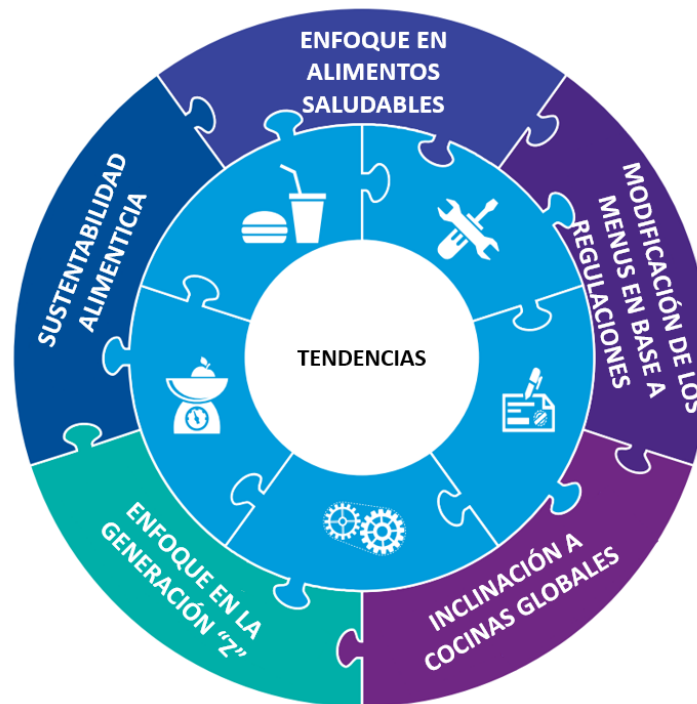 ENFOQUE EN
ALIMENTOS
SALUDABLES
MODIFICACIÓN DE LOS
MENUS EN BASE A
REGULACIONES
INCLINACIÓN A
COCINAS GLOBALES
ENFOQUE EN LA
GENERACIÓN “Z”
SUSTENTABILIDAD
ALIMENTICIA
TENDENCIAS